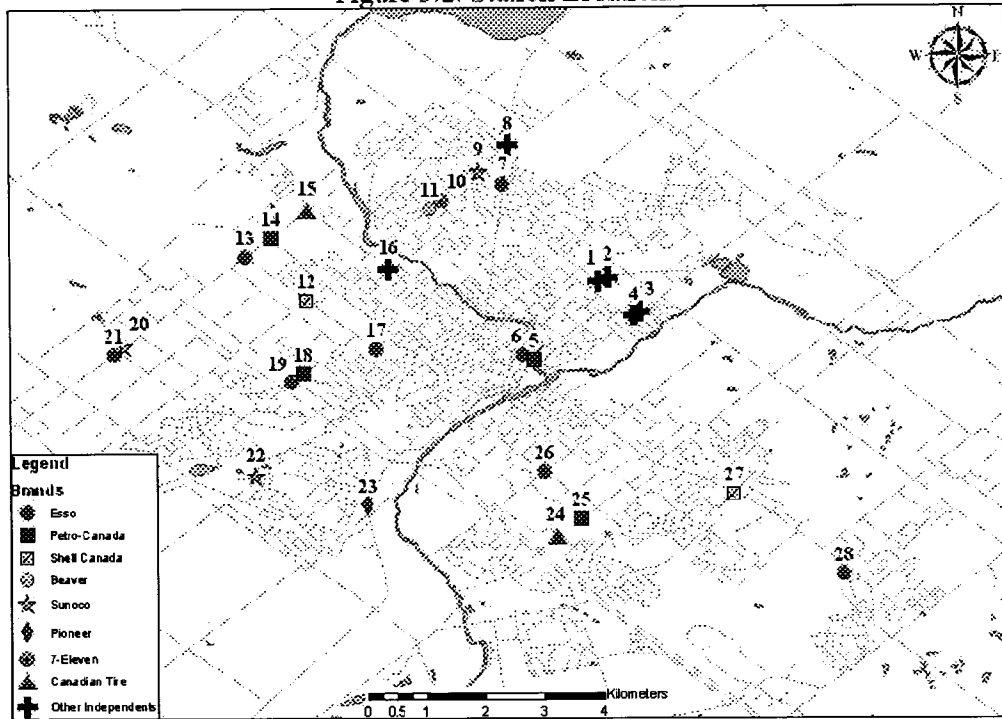 N
W E
S
8
9
7
10
11
15
14
13
16
12
1 2
3
4
17
6 5
20
21
18
19
22
23
26
27
25
24
28
Legend
Brands
Esso
Petro-Canada
Shell Canada
Beaver
Sunoco
Pioneer
7-Eleven
Canadian Tire
Other Independents
Kilometers
0 0.5 1 2 3 4